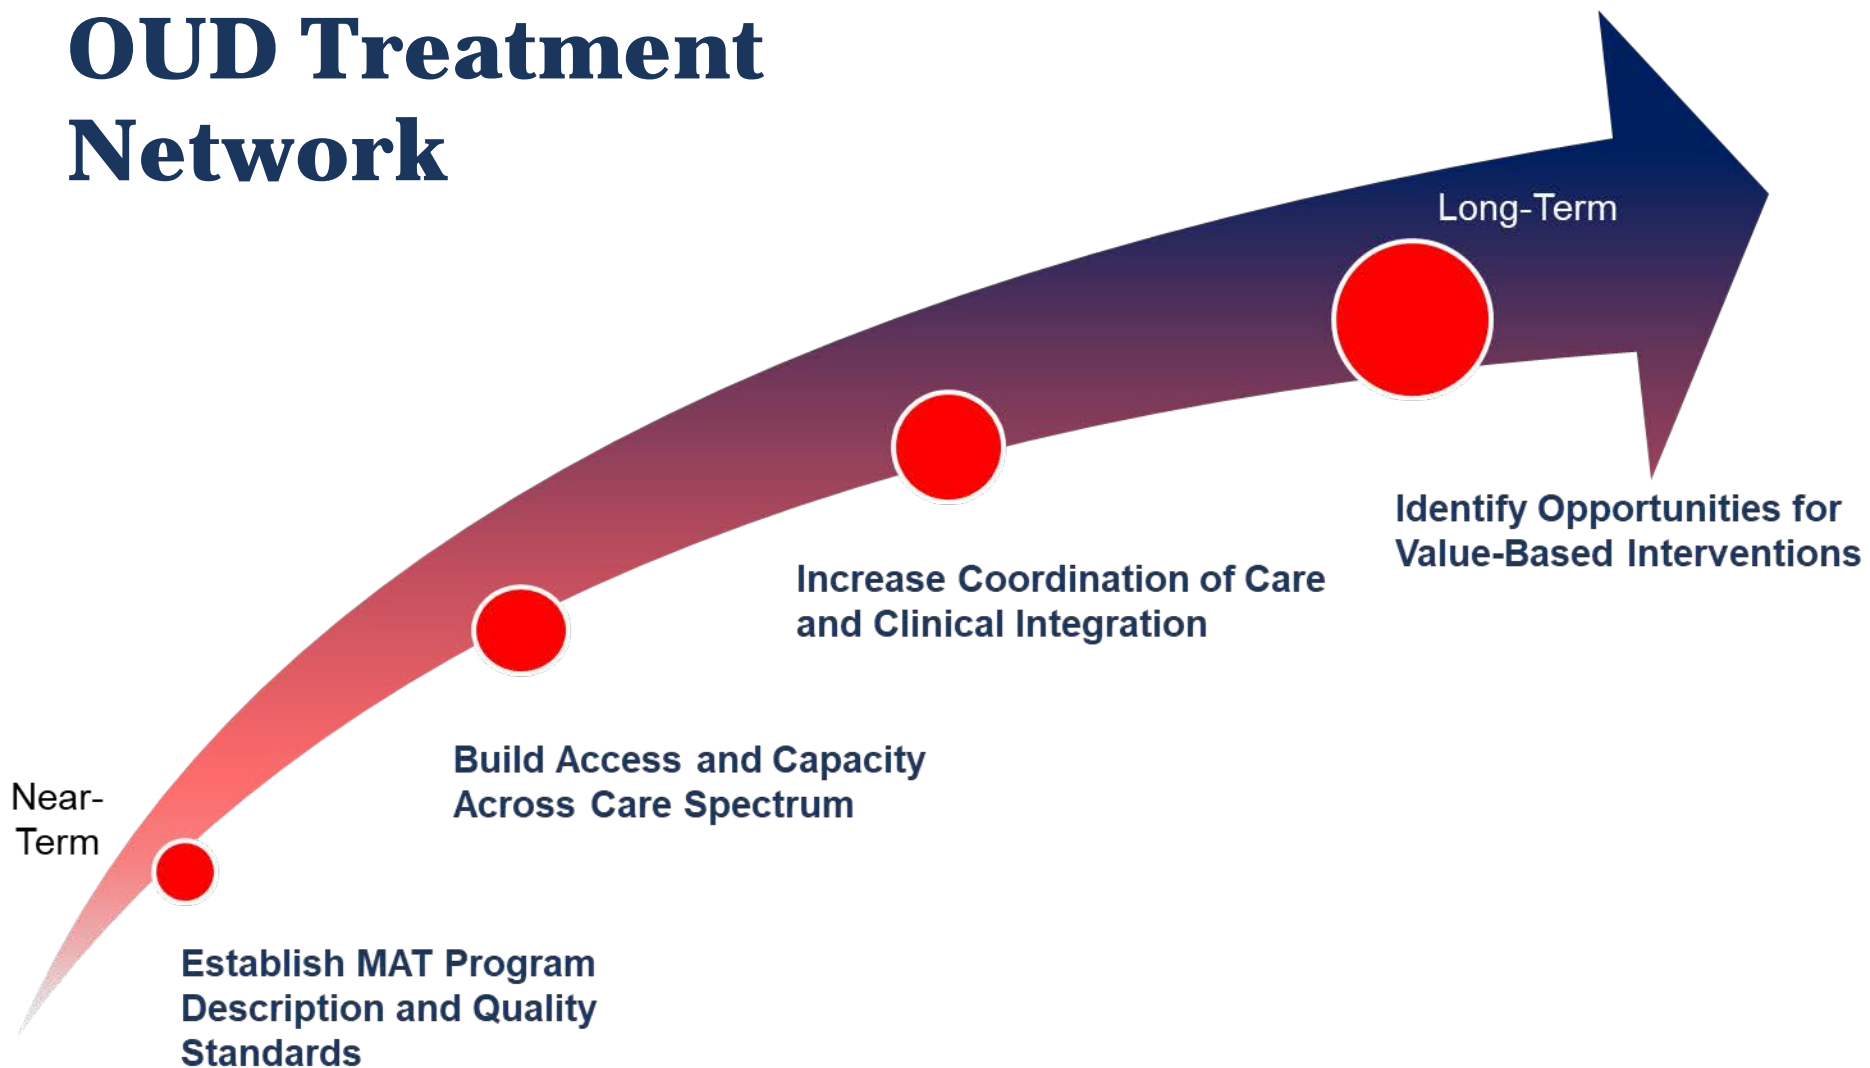 OUD Treatment
Network
Long-Term
Identify Opportunities for
Value-Based Interventions
Increase Coordination of Care
and Clinical Integration
Build Access and Capacity
Across Care Spectrum
Near-
Term
Establish MAT Program
Description and Quality
Standards